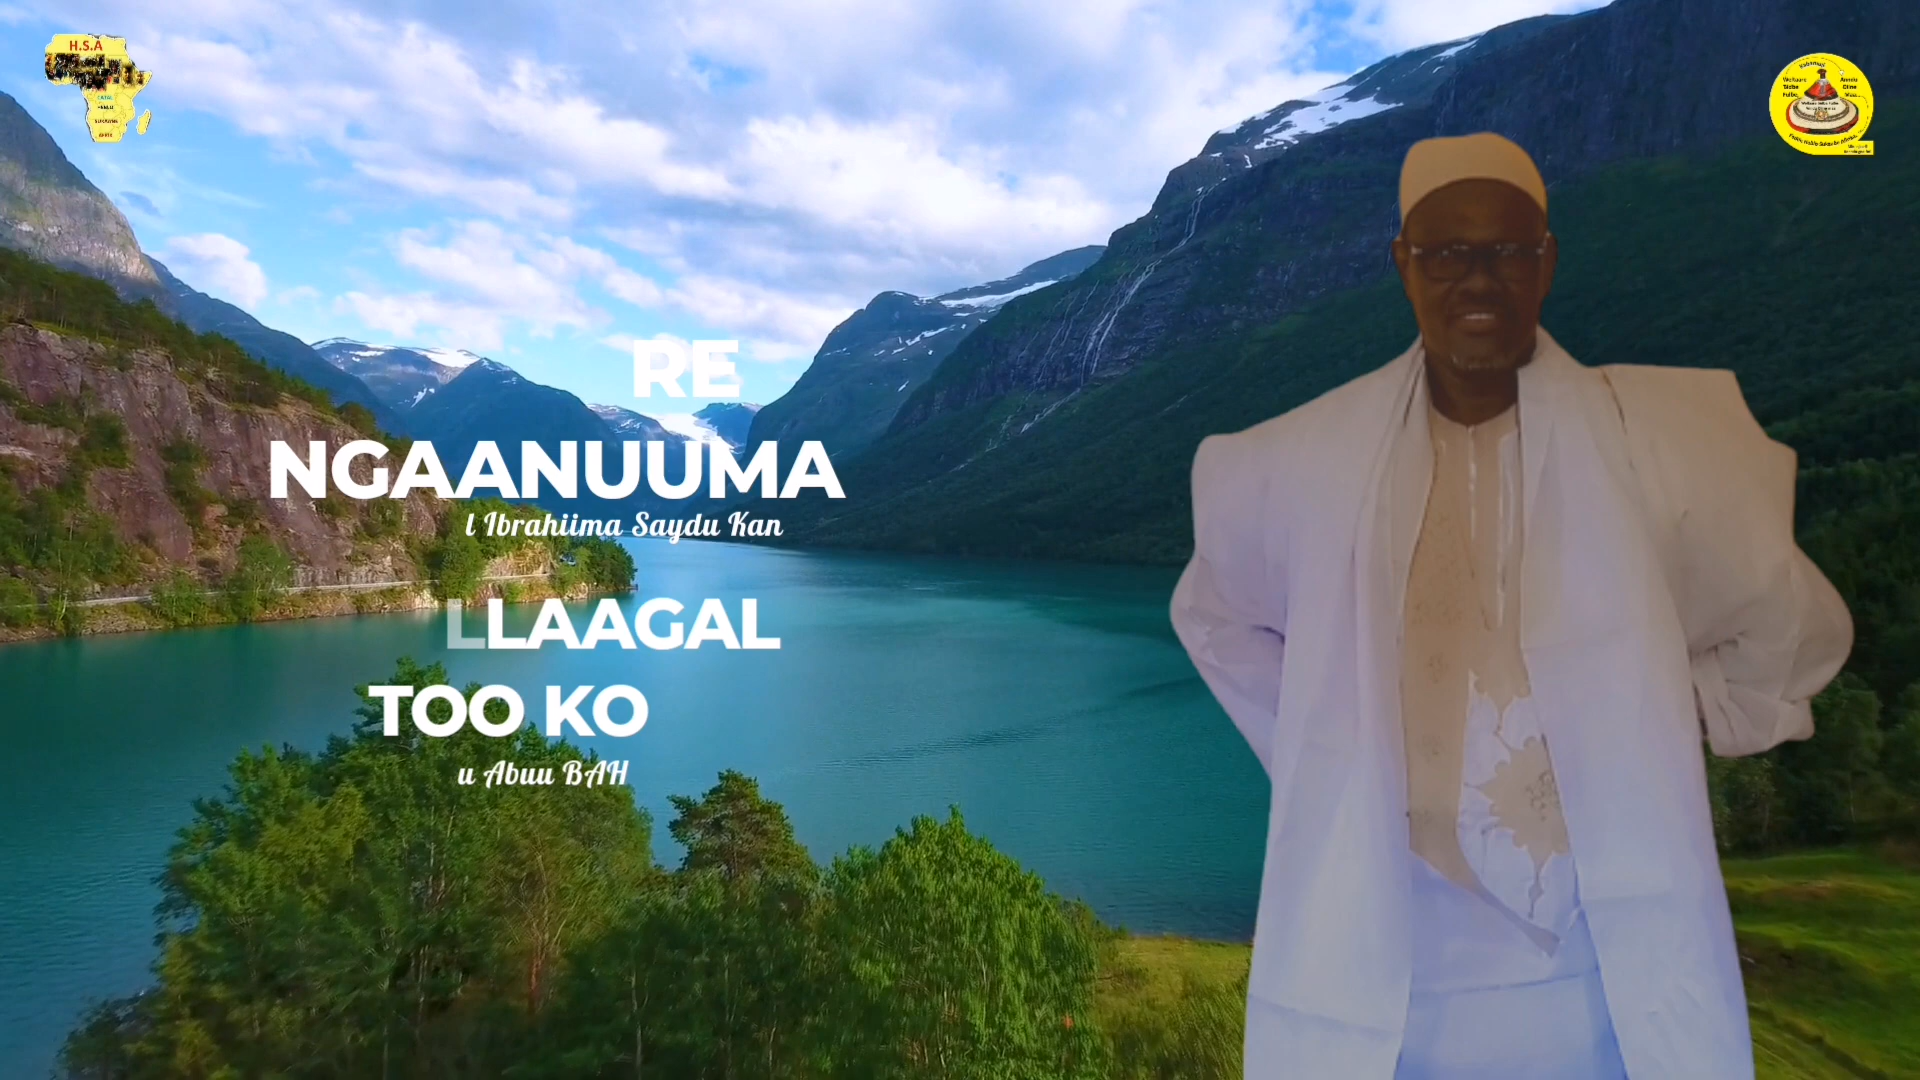 H.S.A
RE
NGAANUUMA
l Ibrahiima Saydu Kan
LLAAGAL
TOO KO
u Abuu BAH